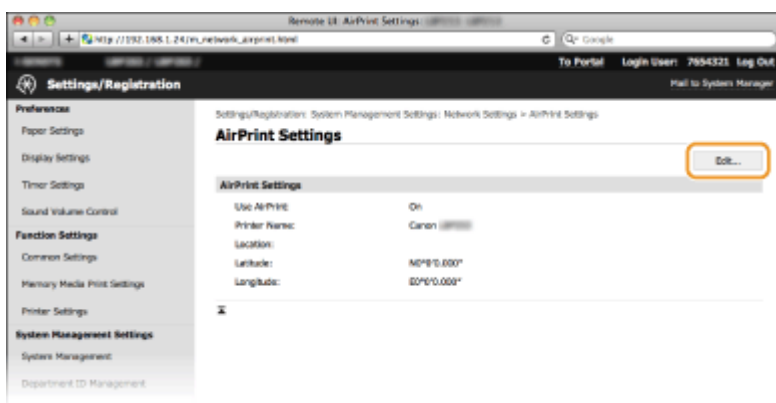 Remote UI: AirPrint Settings:
http://192.168.1.24/m_network_airprint.html
Google
To Portal Login User: 7654321 Log Out
Settings/Registration
Mail to System Manager
Preferences
Paper Settings
Display Settings
Timer Settings
Sound Volume Control
Function Settings
Common Settings
Memory Media Print Settings
Printer Settings
System Management Settings
System Management
Department ID Management
Settings/Registration: System Management Settings: Network Settings > AirPrint Settings
AirPrint Settings
Edit...
AirPrint Settings
Use AirPrint: On
Printer Name: Canon
Location:
Latitude: N0°0'0.000"
Longitude: E0°0'0.000"